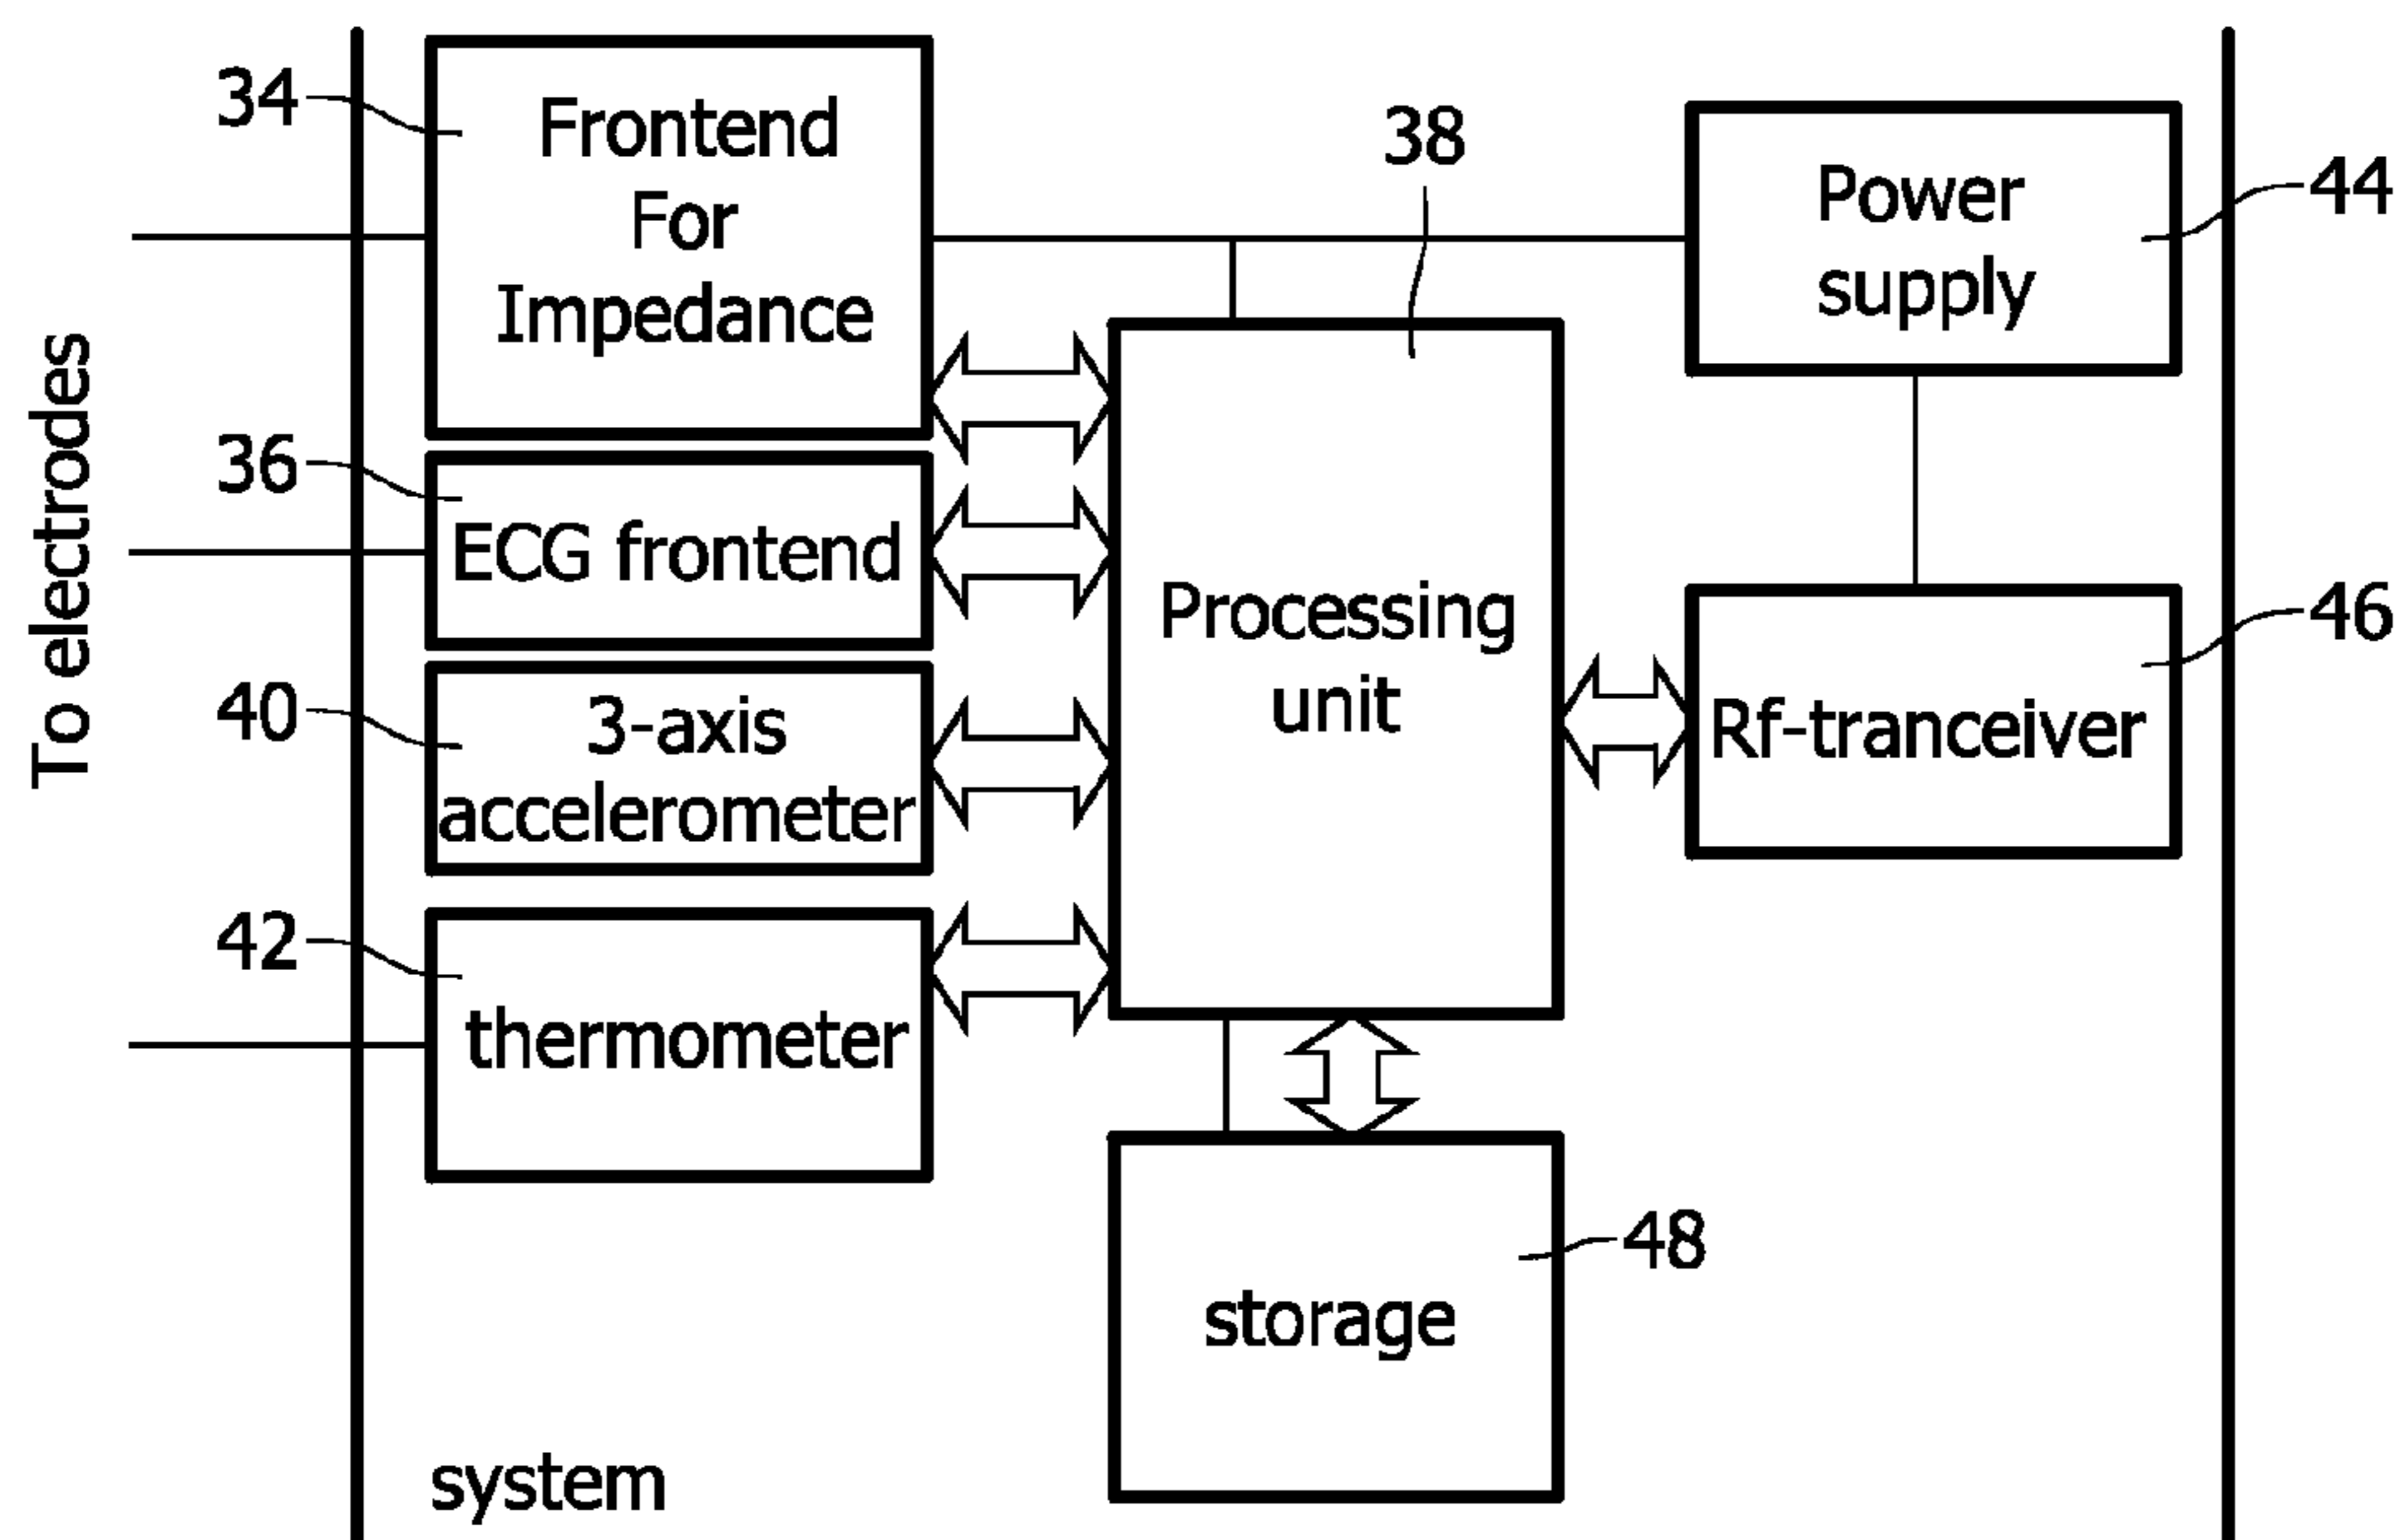 34
Frontend
For
Impedance
38
Power
supply
44
To electrodes
36
ECG frontend
Processing
unit
46
Rf-tranceiver
40
3-axis
accelerometer
42
thermometer
48
storage
system